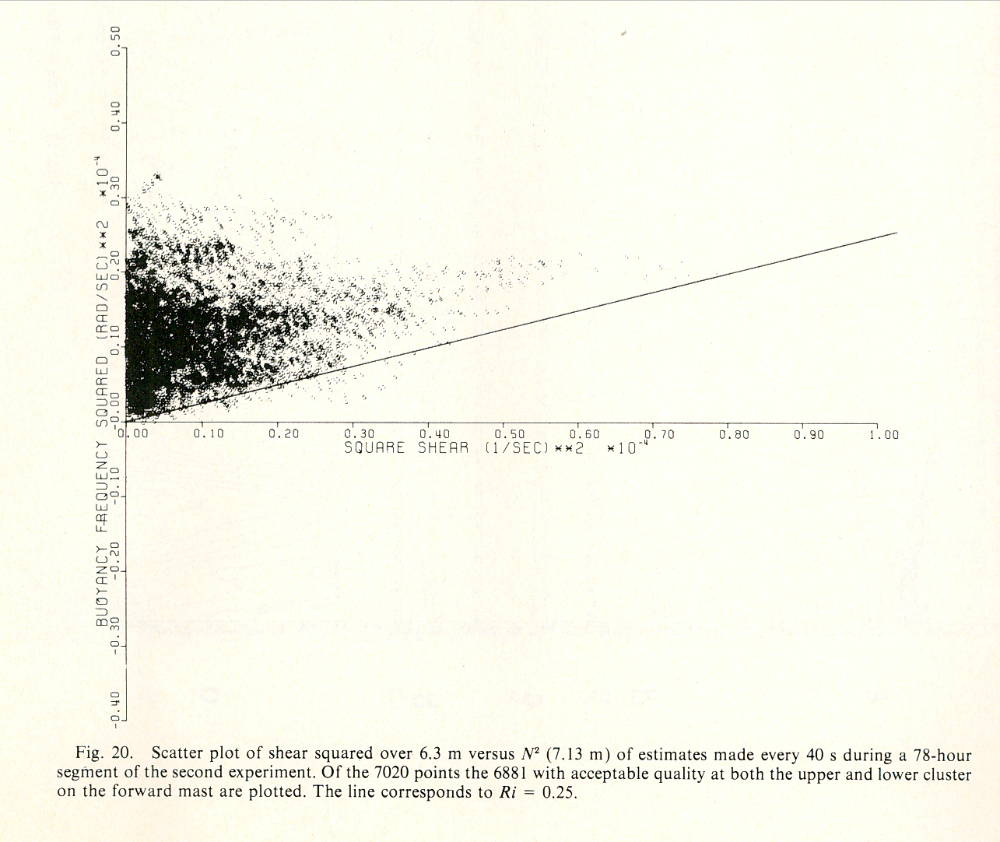 0.50
0.40
0.30
0.20
0.10
0.00
-0.10
-0.20
-0.30
-0.40
BUOYANCY FREQUENCY SQUARED (RAD/SEC)**2 *10⁻⁴
0.00 0.10 0.20 0.30 0.40 0.50 0.60 0.70 0.80 0.90 1.00
SQUARE SHEAR (1/SEC)**2 *10⁻⁴
Fig. 20. Scatter plot of shear squared over 6.3 m versus N² (7.13 m) of estimates made every 40 s during a 78-hour
segment of the second experiment. Of the 7020 points the 6881 with acceptable quality at both the upper and lower cluster
on the forward mast are plotted. The line corresponds to Ri = 0.25.